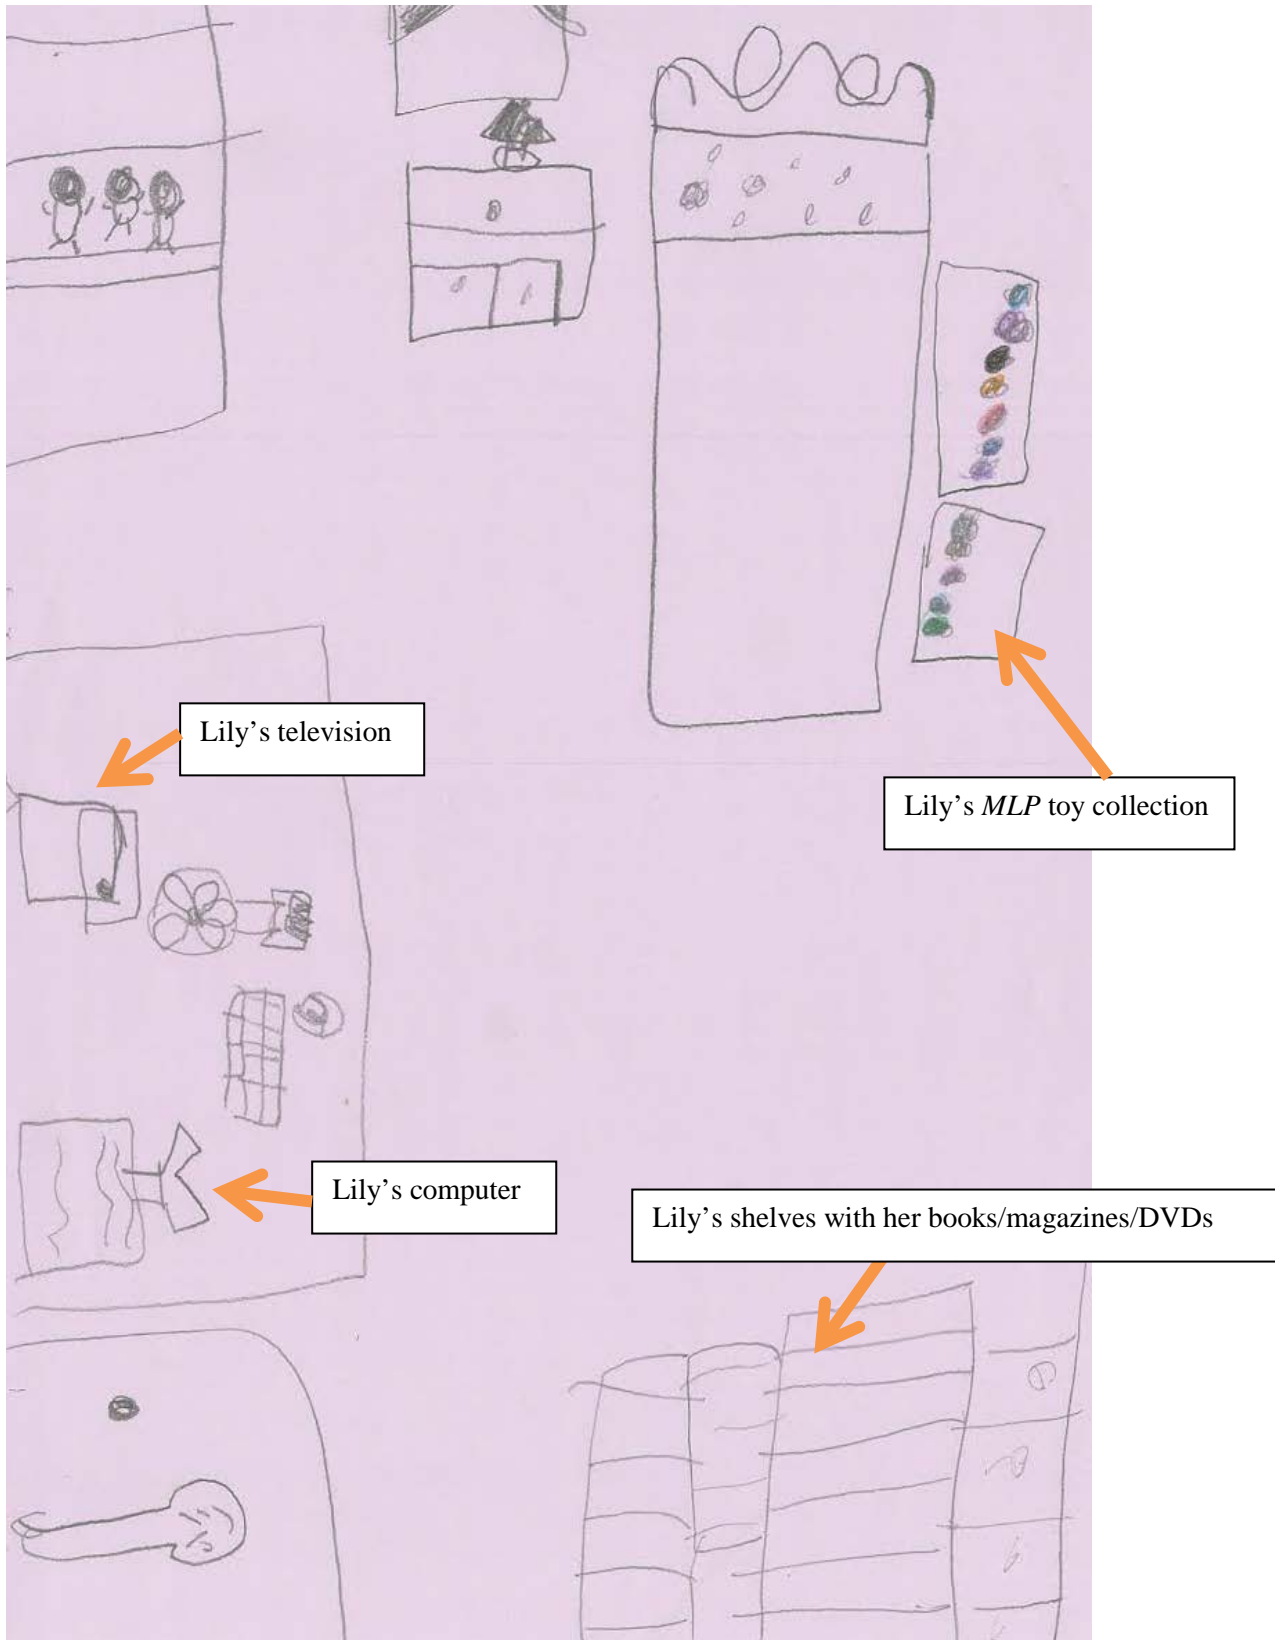 Lily’s television
Lily’s MLP toy collection
Lily’s computer
Lily’s shelves with her books/magazines/DVDs